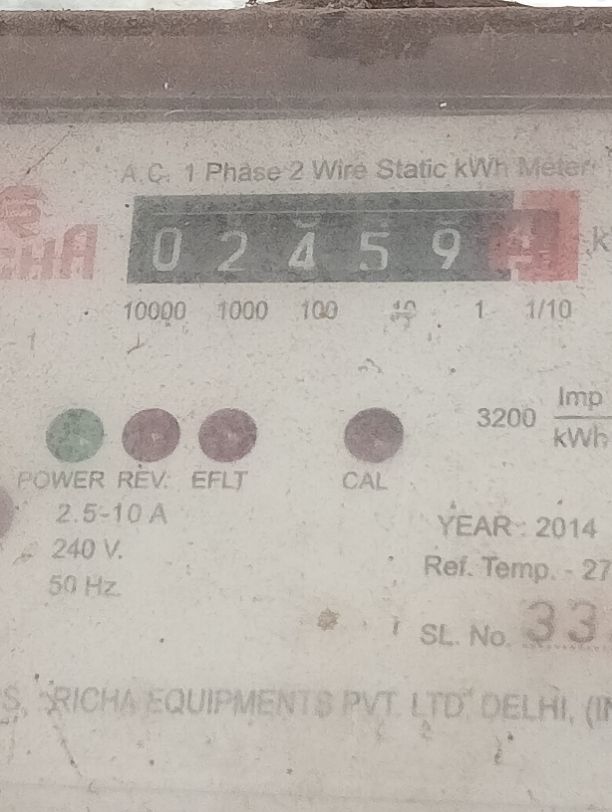 A.C. 1 Phase 2 Wire Static kWh Meter
0 2 4 5 9
10000 1000 100 10 1 1/10
3200 Imp
kWh
POWER REV. EFLT CAL
2.5-10 A
240 V.
50 Hz.
YEAR : 2014
Ref. Temp. - 27
SL. No. 33
RICHA EQUIPMENTS PVT. LTD. DELHI, (IN